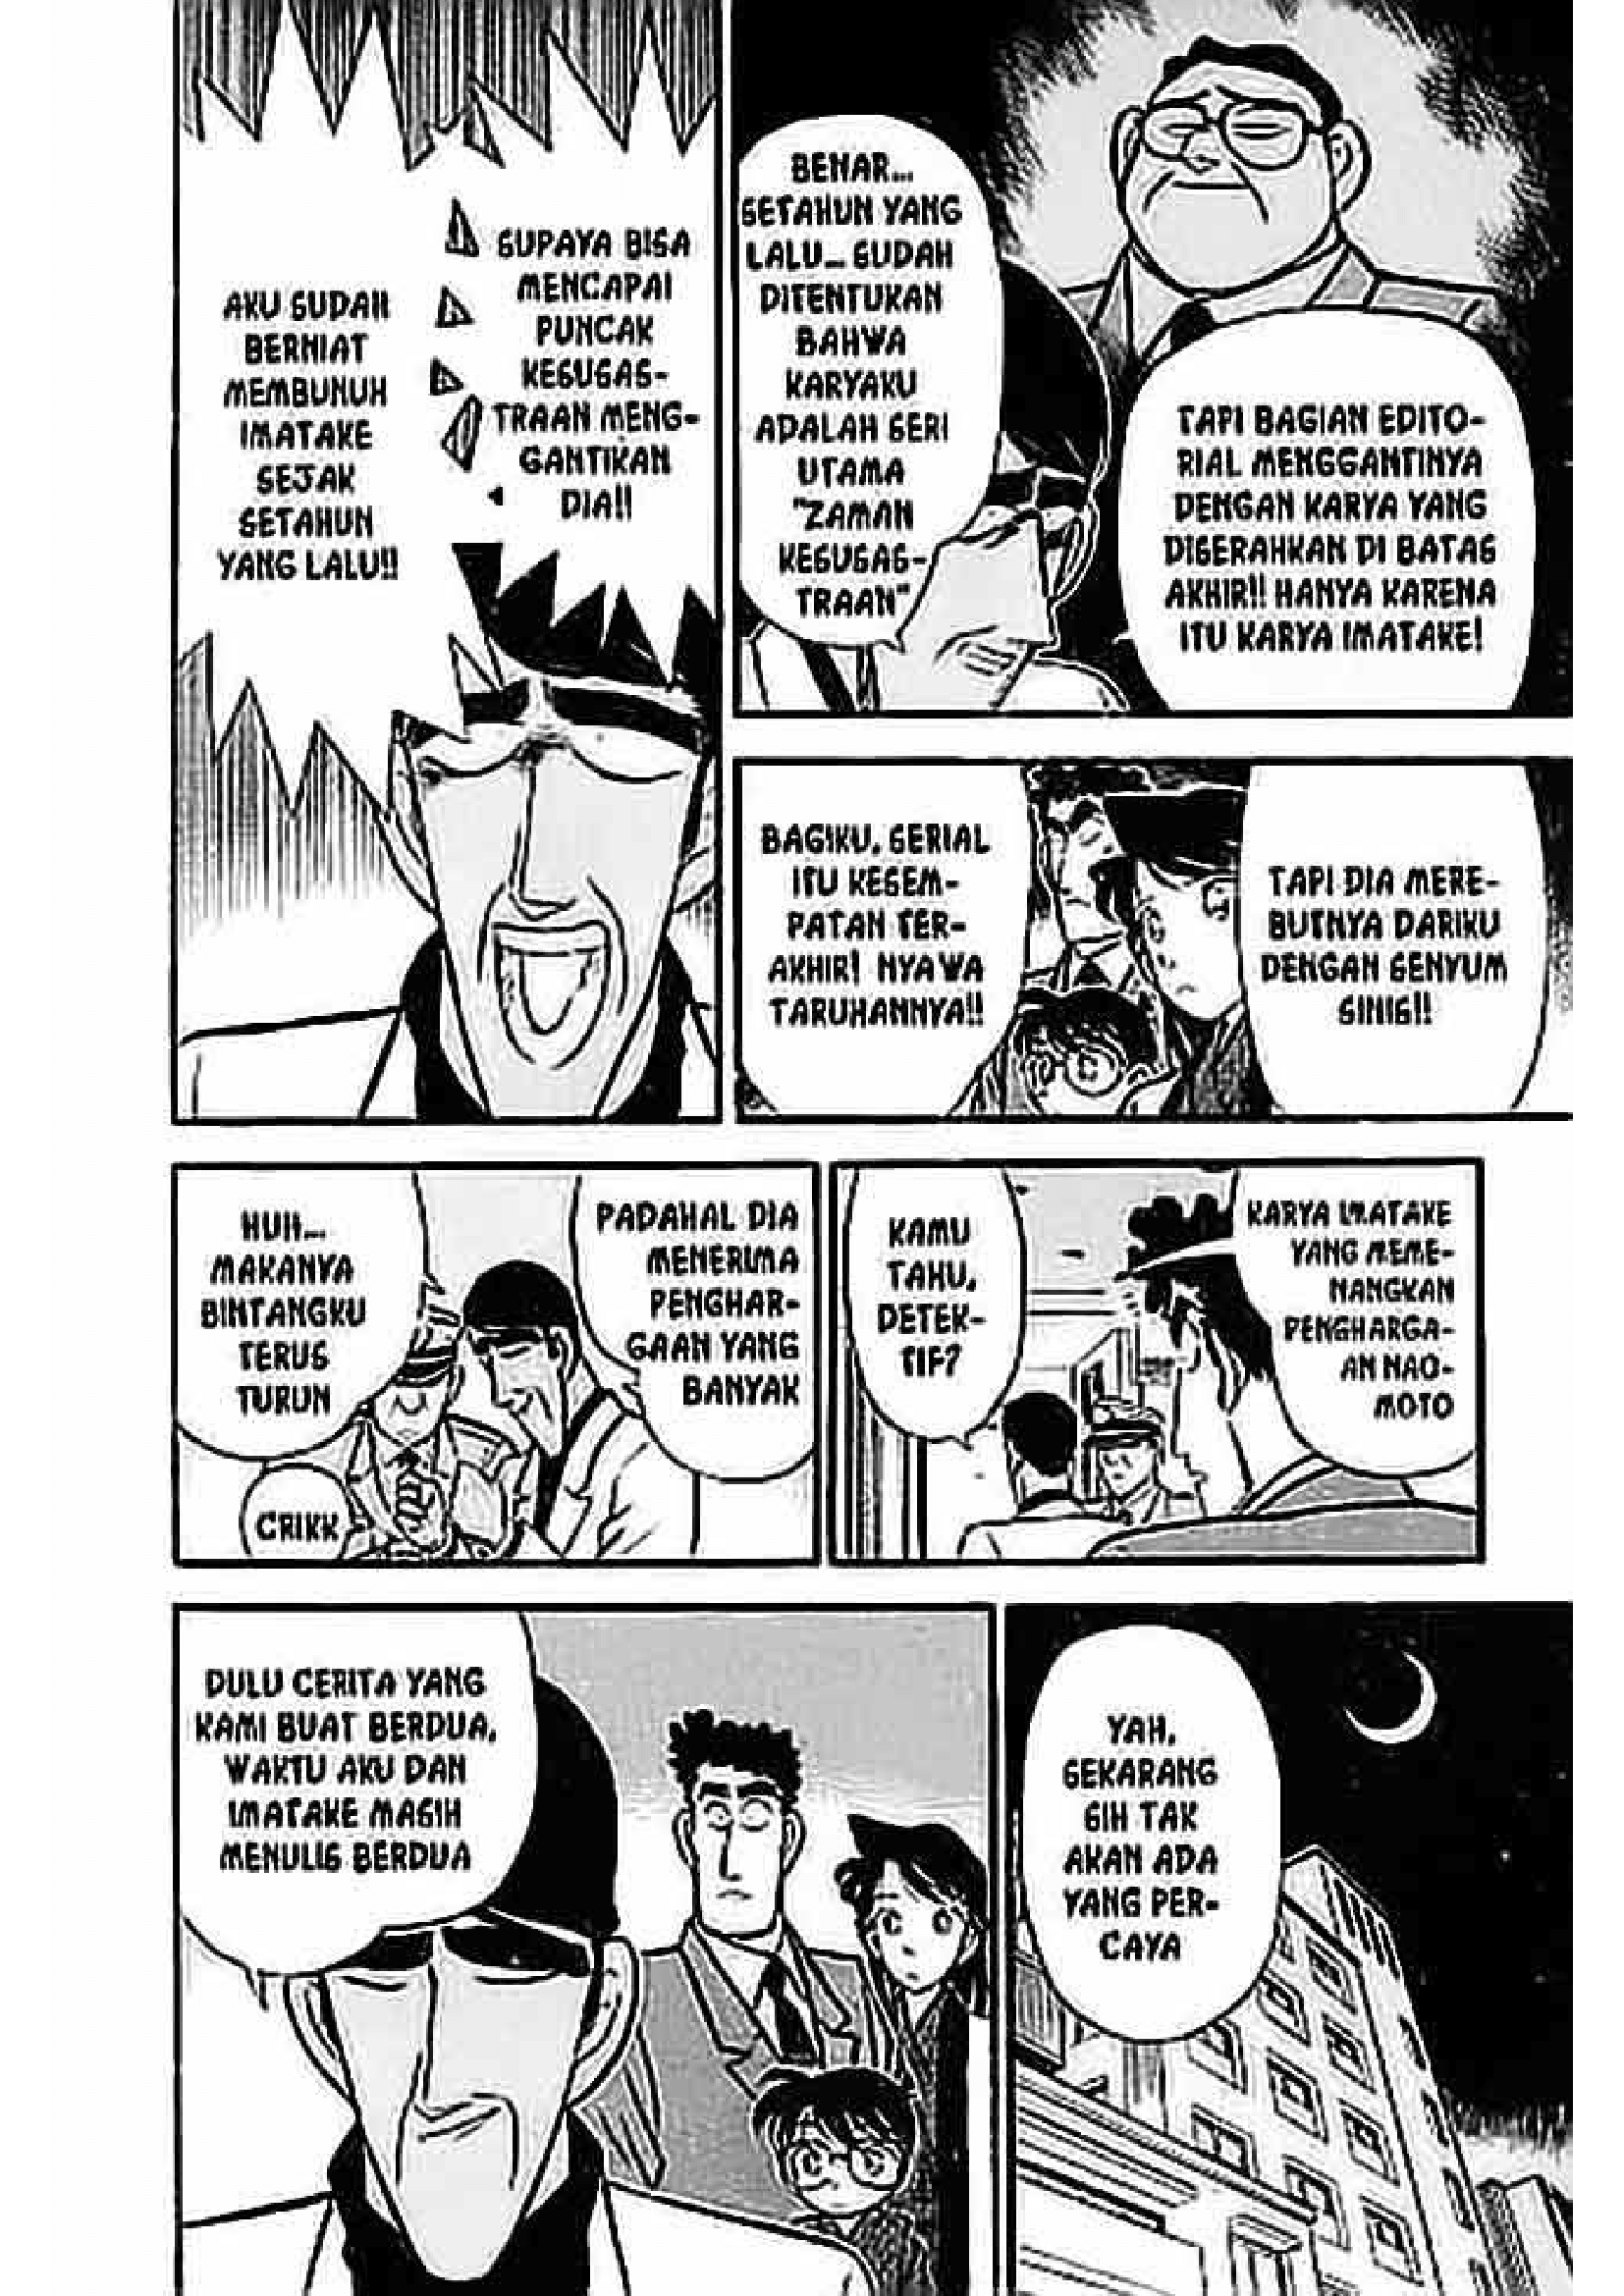 TAPI BAGIAN EDITO-
RIAL MENGGANTINYA
DENGAN KARYA YANG
DISERAHKAN DI BATAS
AKHIR!! HANYA KARENA
ITU KARYA IMATAKE!
BENAR...
SETAHUN YANG
LALU... SUDAH
DITENTUKAN
BAHWA
KARYAKU
ADALAH SERI
UTAMA
"ZAMAN
KESUSAS-
TRAAN"
TAPI DIA MERE-
BUTNYA DARIKU
DENGAN SENYUM
SINIS!!
BAGIKU, SERIAL
ITU KESEM-
PATAN TER-
AKHIR! NYAWA
TARUHANNYA!!
SUPAYA BISA
MENCAPAI
PUNCAK
KESUSAS-
TRAAN MENG-
GANTIKAN
DIA!!
AKU SUDAH
BERNIAT
MEMBUNUH
IMATAKE
SEJAK
SETAHUN
YANG LALU!!
KARYA IMATAKE
YANG MEME-
NANGKAN
PENGHARGA-
AN NAO-
MOTO
KAMU
TAHU,
DETEK-
TIF?
PADAHAL DIA
MENERIMA
PENGHAR-
GAAN YANG
BANYAK
HUH...
MAKANYA
BINTANGKU
TERUS
TURUN
CRIKK
YAH,
SEKARANG
SIH TAK
AKAN ADA
YANG PER-
CAYA
DULU CERITA YANG
KAMI BUAT BERDUA,
WAKTU AKU DAN
IMATAKE MASIH
MENULIS BERDUA